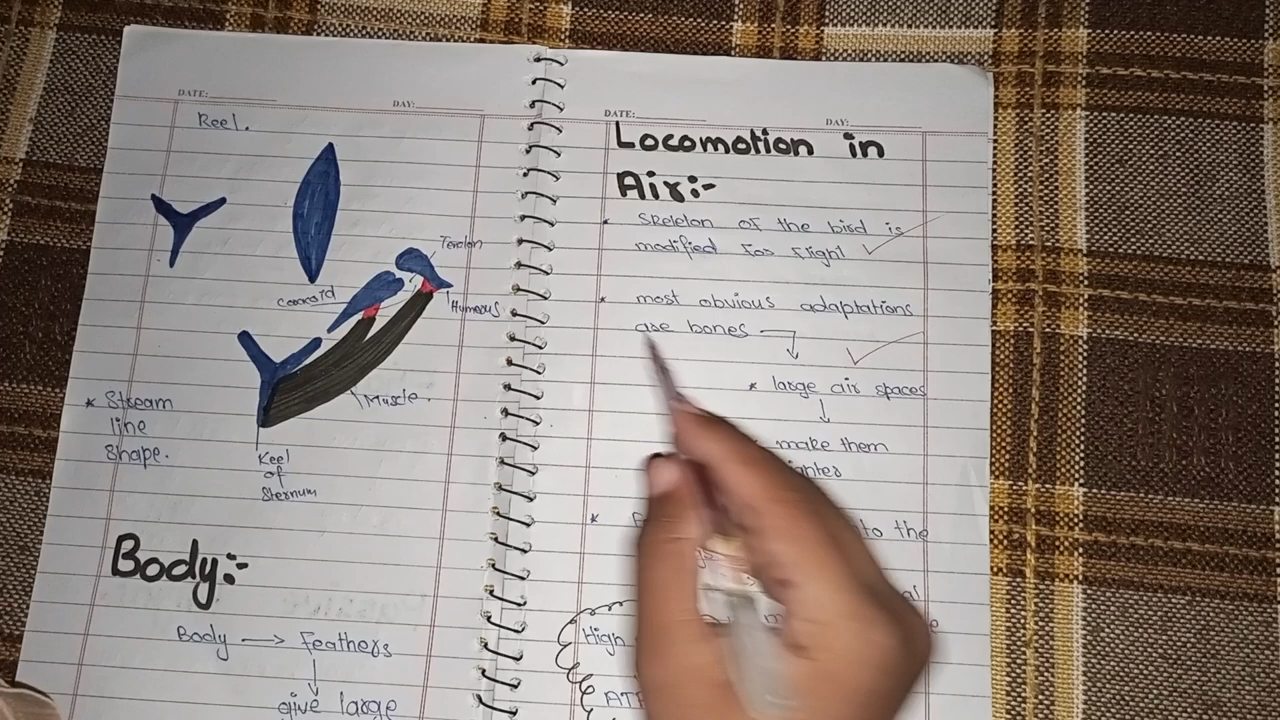 DATE:
DAY:
Reel.
Tendon
Coracoid
Humerus
Muscle.
* Stream
line
shape.
Keel
of
Sternum
Body:-
Body → Feathers
give large
DATE:
DAY:
Locomotion in
Air:-
* Skeleton of the bird is
modified for flight
* most obvious adaptations
are bones
* large air spaces
make them
to the
High
ATP